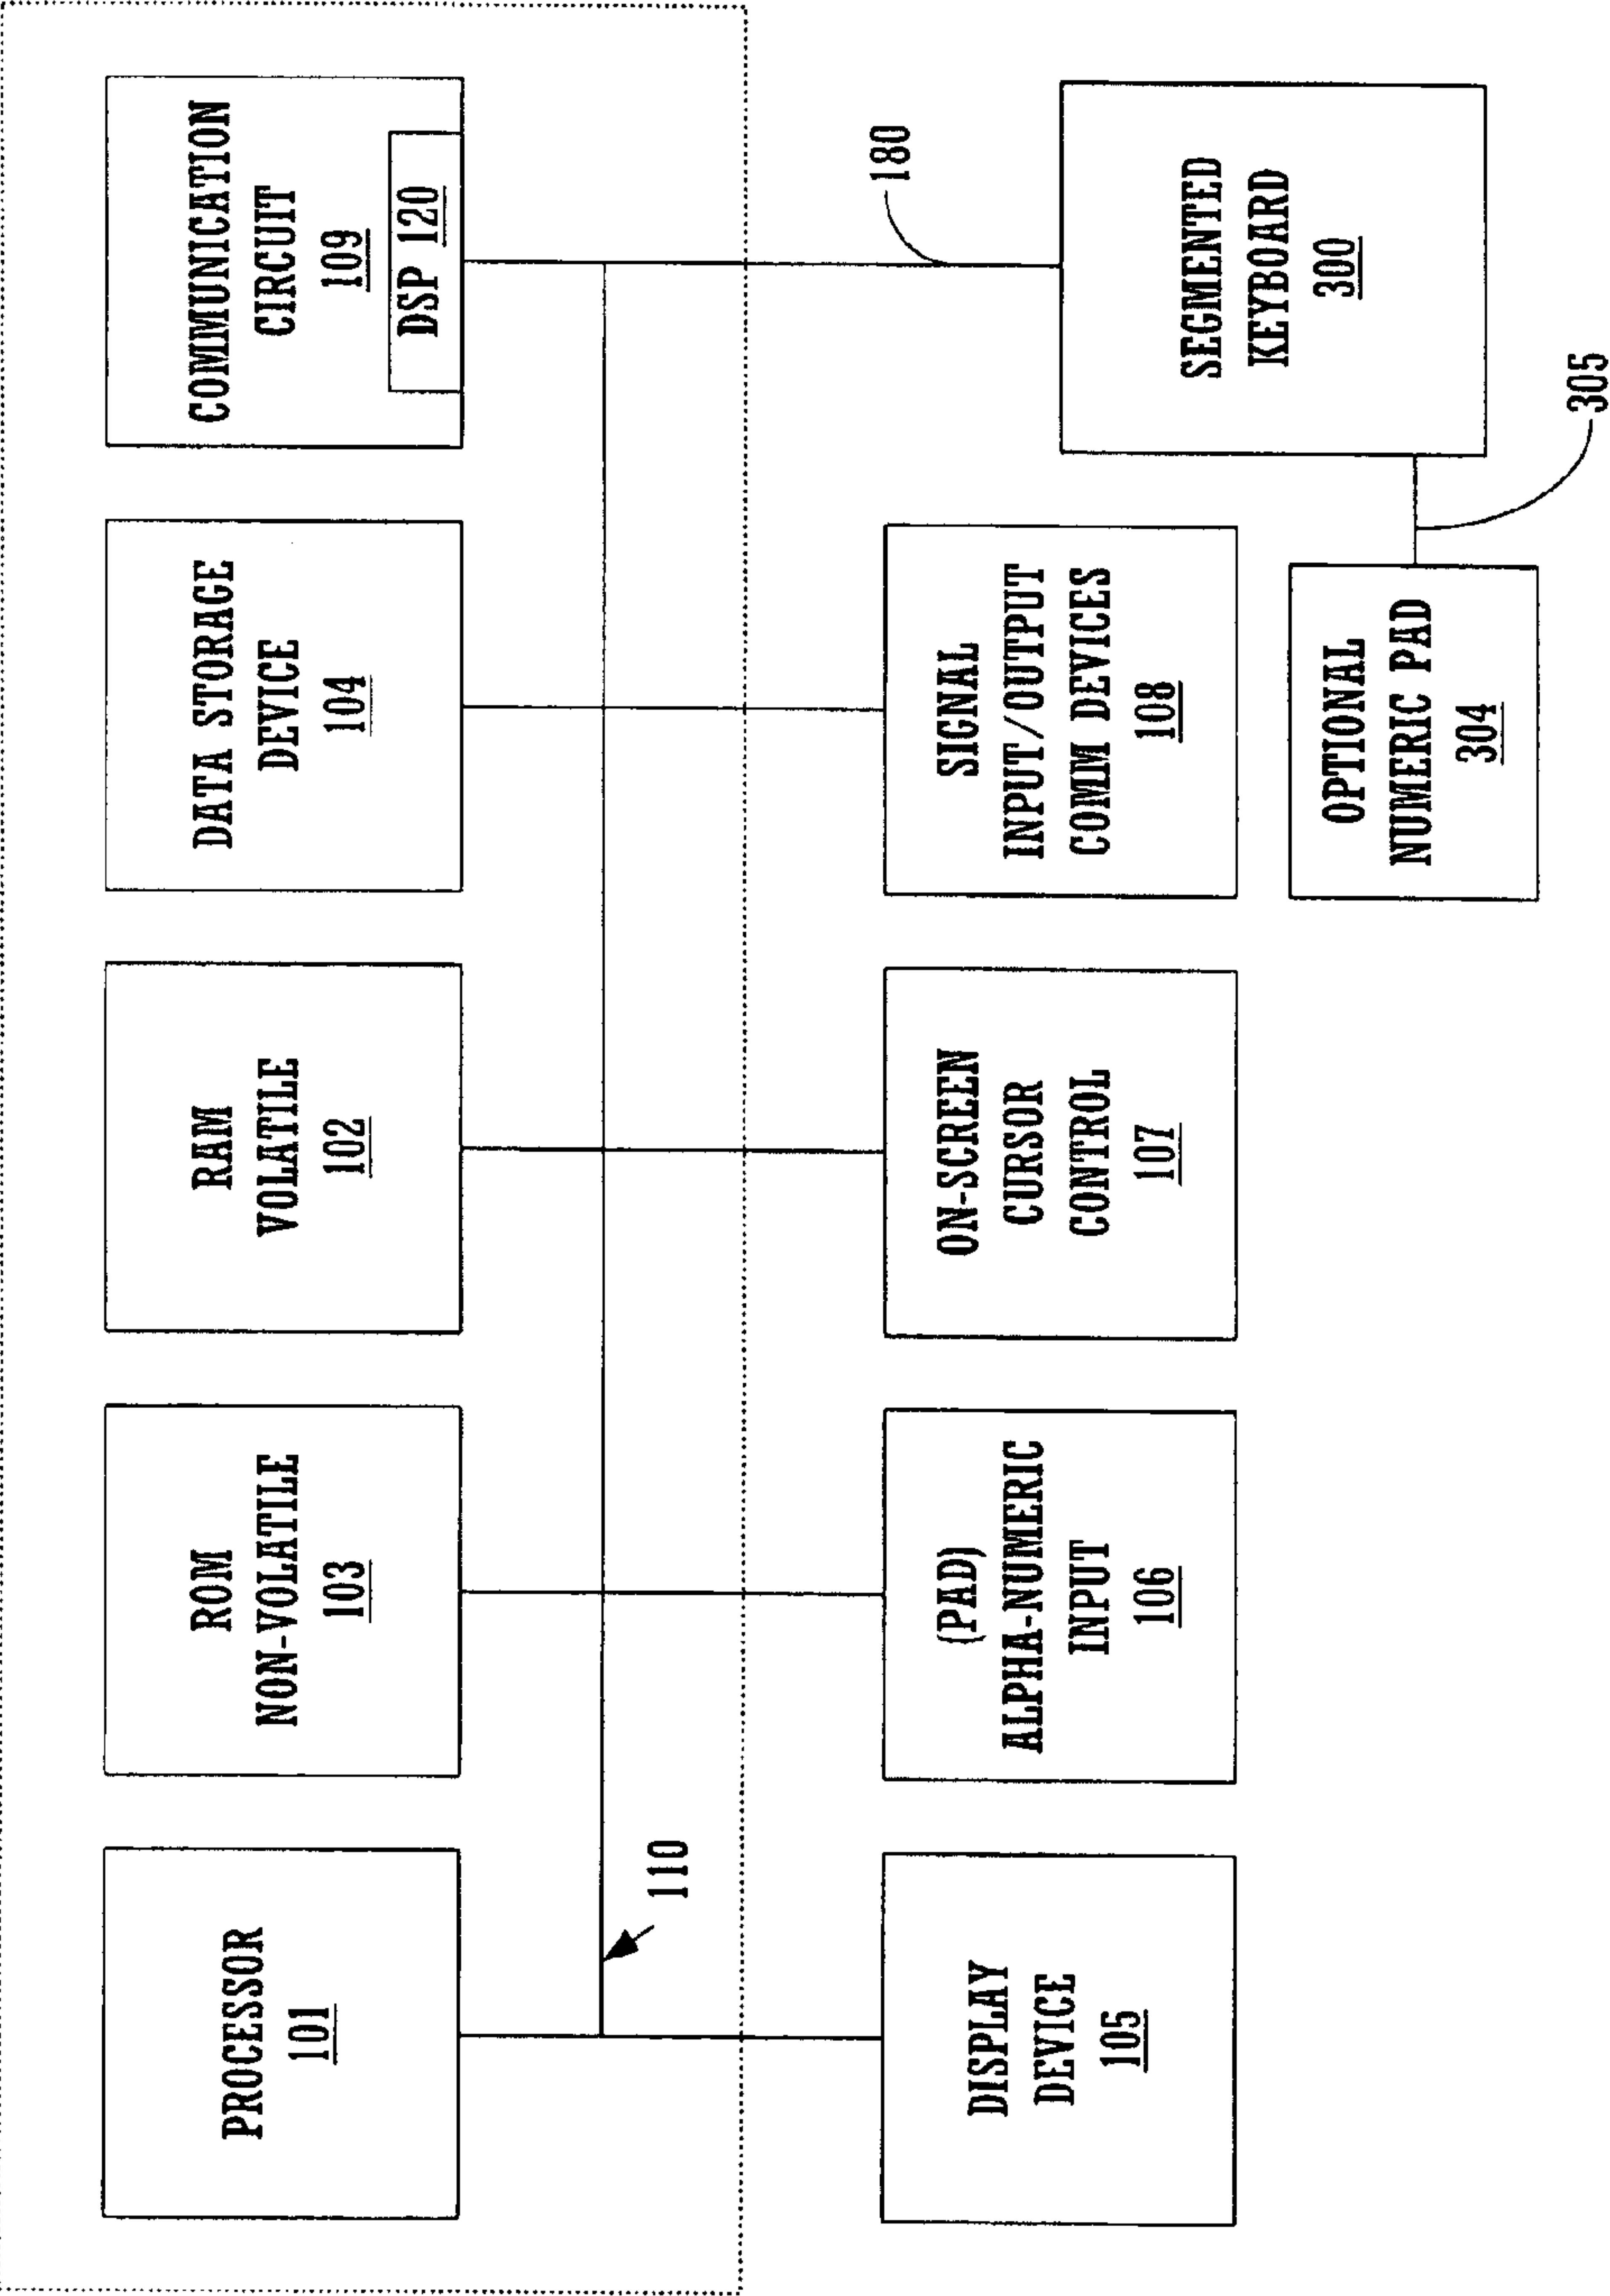 PROCESSOR
101
ROM
NON-VOLATILE
103
RAM
VOLATILE
102
DATA STORAGE
DEVICE
104
COMMUNICATION
CIRCUIT
109
DSP 120
110
180
DISPLAY
DEVICE
105
(PAD)
ALPHA-NUMERIC
INPUT
106
ON-SCREEN
CURSOR
CONTROL
107
SIGNAL
INPUT/OUTPUT
COMM DEVICES
108
SEGMENTED
KEYBOARD
300
OPTIONAL
NUMERIC PAD
304
305